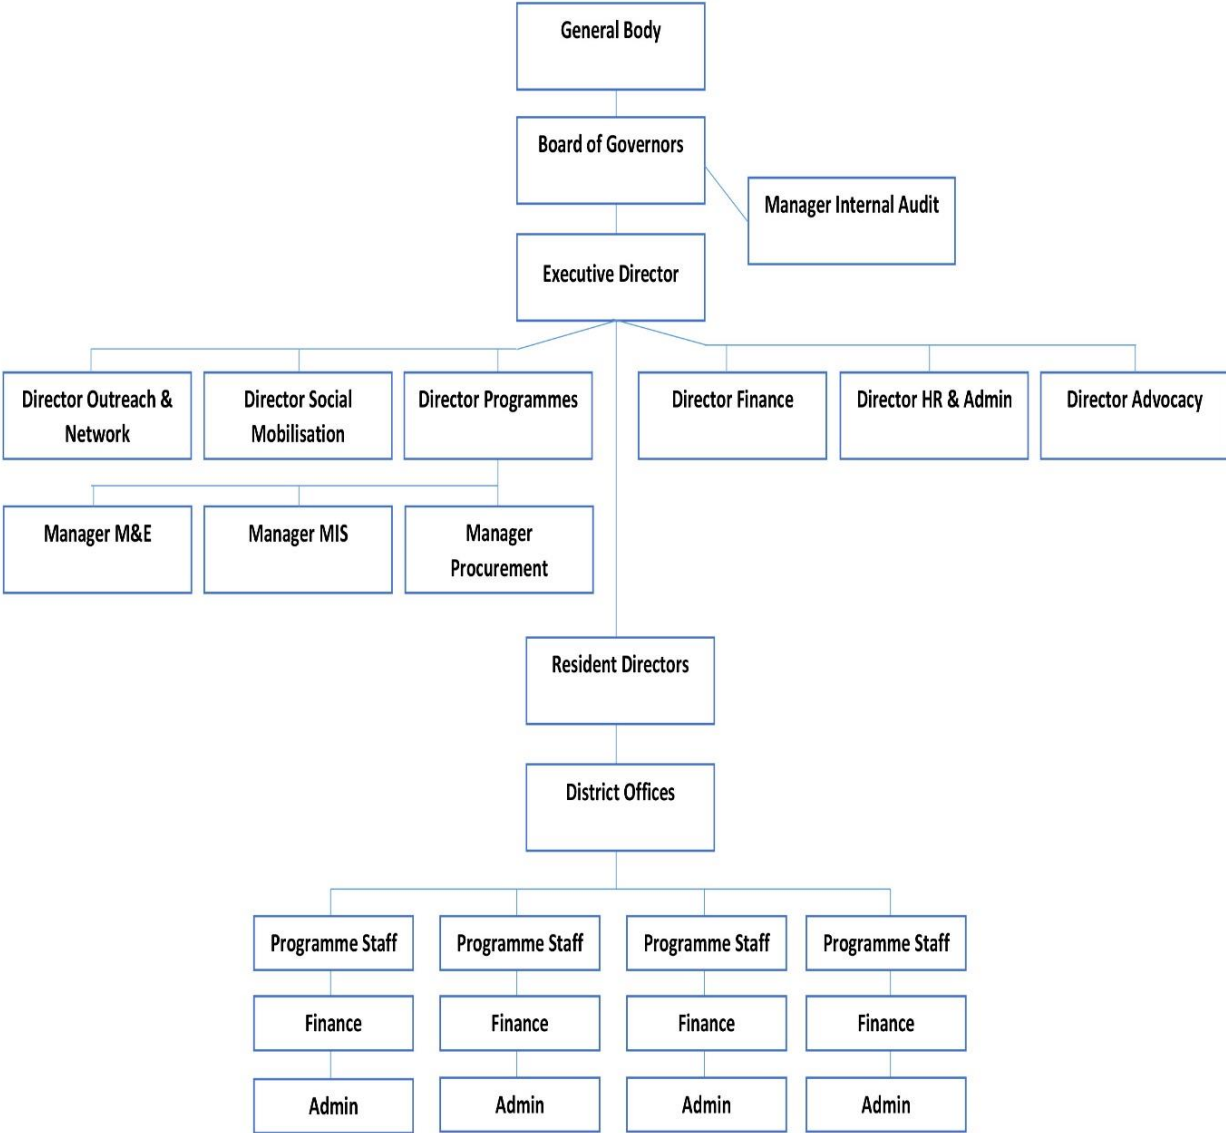 General Body
Board of Governors
Manager Internal Audit
Executive Director
Director Outreach &
Network
Director Social
Mobilisation
Director Programmes
Director Finance
Director HR & Admin
Director Advocacy
Manager M&E
Manager MIS
Manager
Procurement
Resident Directors
District Offices
Programme Staff
Programme Staff
Programme Staff
Programme Staff
Finance
Finance
Finance
Finance
Admin
Admin
Admin
Admin